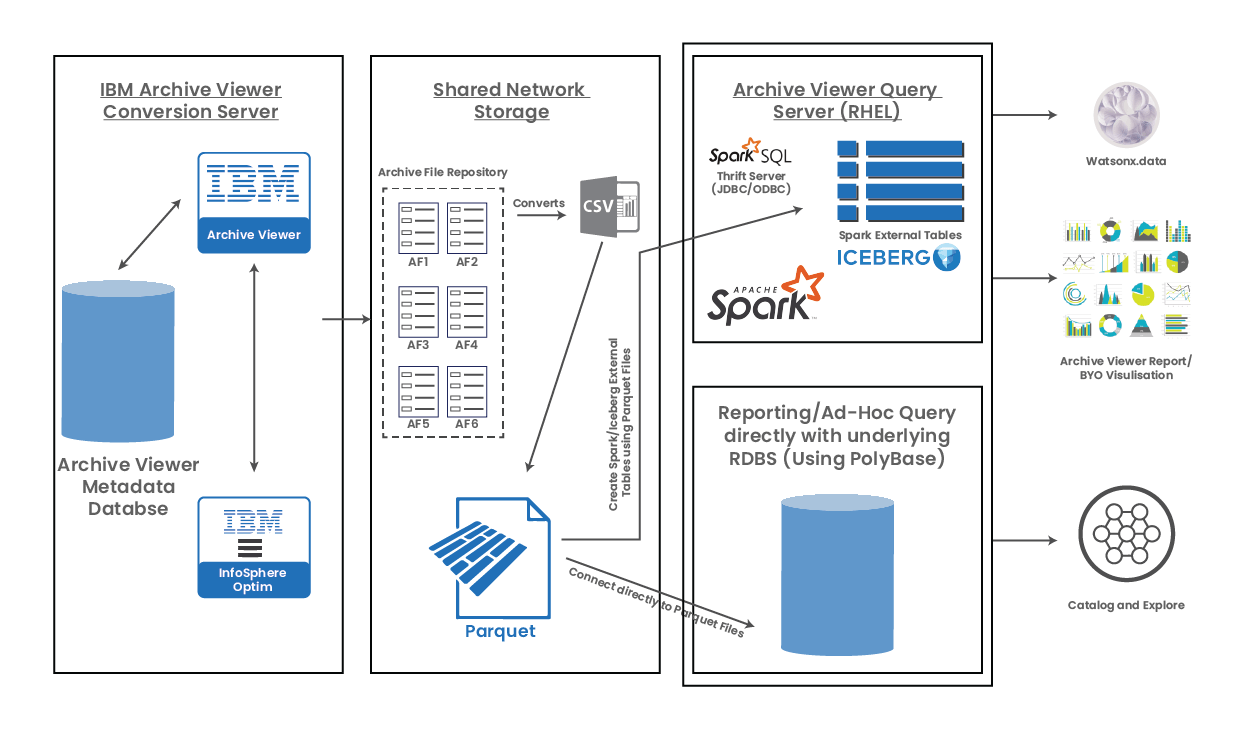 IBM Archive Viewer
Conversion Server
IBM
Archive Viewer
Archive Viewer
Metadata
Databse
IBM
InfoSphere
Optim
Shared Network
Storage
Archive File Repository
AF1
AF2
AF3
AF4
AF5
AF6
Converts
CSV
Parquet
Create Spark/Iceberg External
Tables using Parquet Files
Connect directly to Parquet Files
Archive Viewer Query
Server (RHEL)
Spark SQL
Thrift Server
(JDBC/ODBC)
Spark External Tables
ICEBERG
APACHE
Spark
TM
Reporting/Ad-Hoc Query
directly with underlying
RDBS (Using PolyBase)
Watsonx.data
Archive Viewer Report/
BYO Visulisation
Catalog and Explore